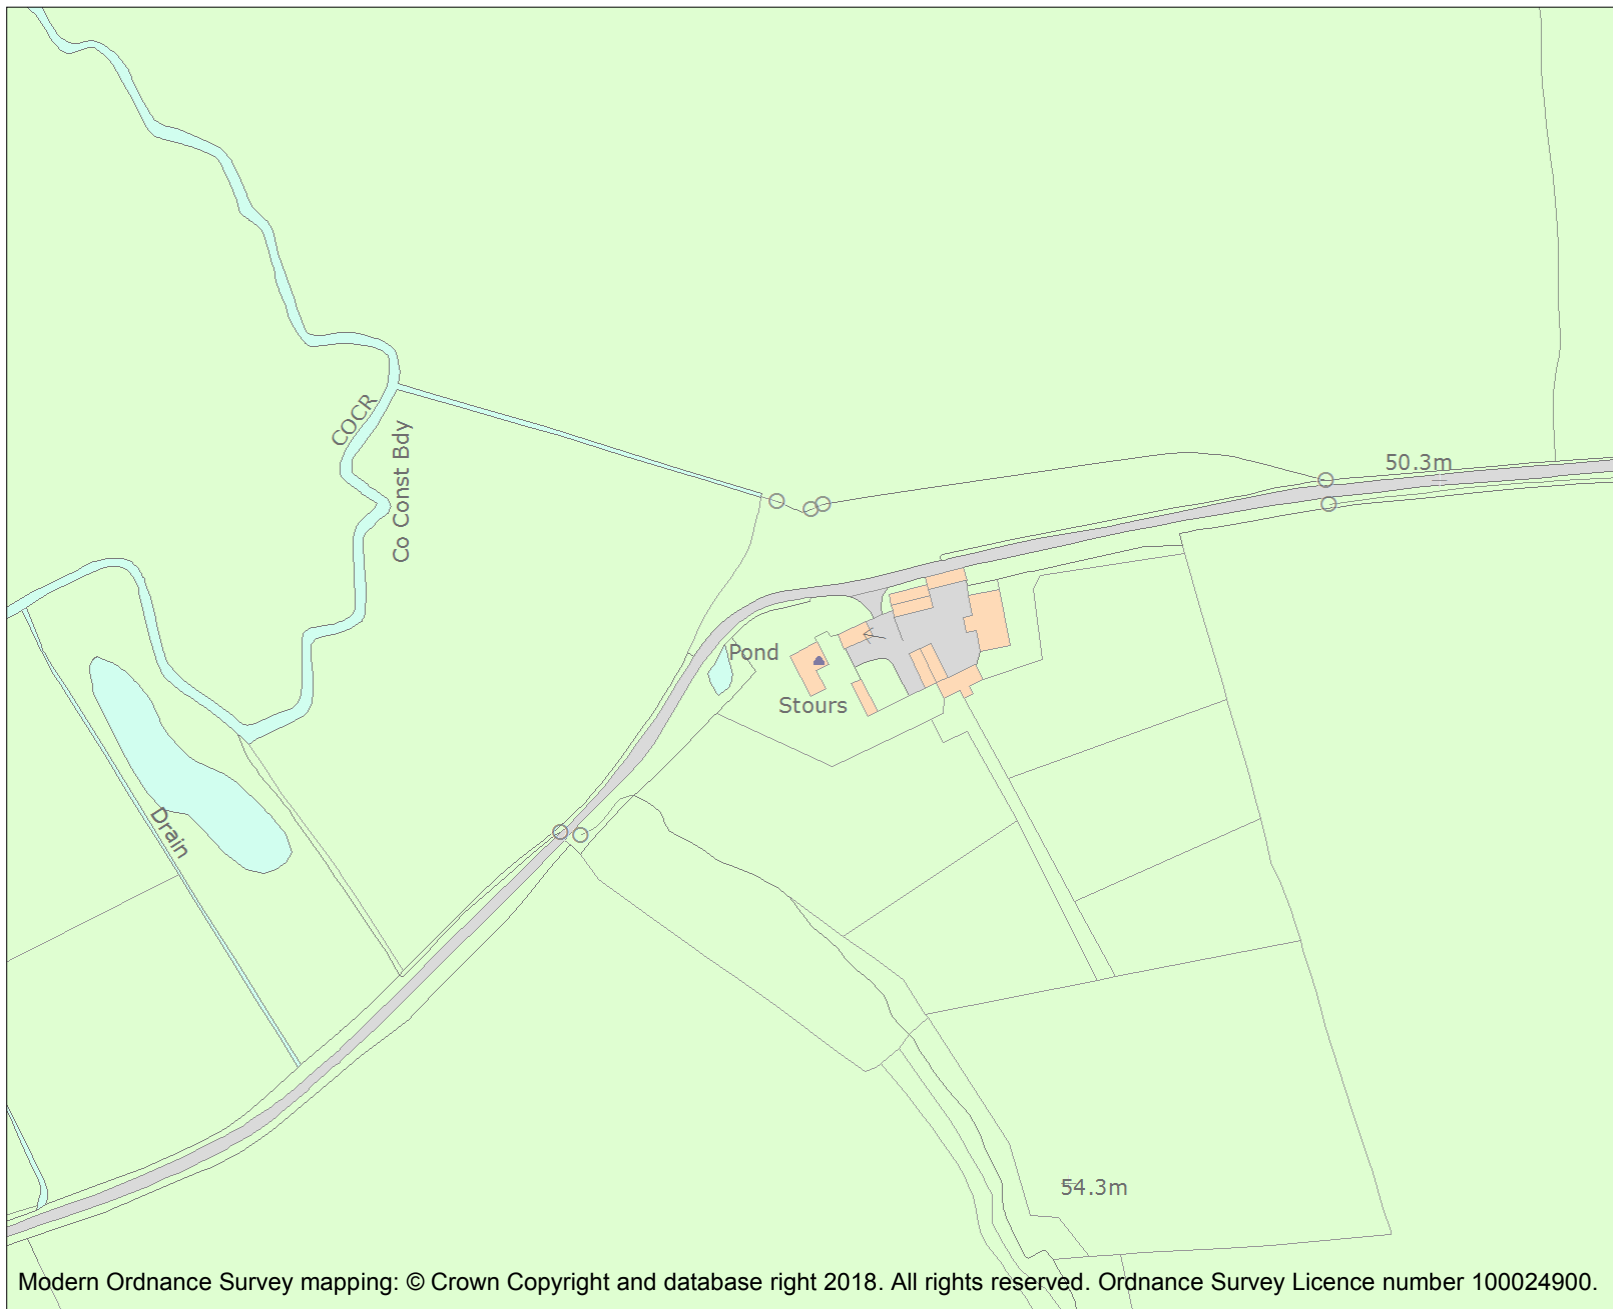 COCR
Co Const Bdy
50.3m
Pond
Stours
Drain
54.3m
Modern Ordnance Survey mapping: © Crown Copyright and database right 2018. All rights reserved. Ordnance Survey Licence number 100024900.